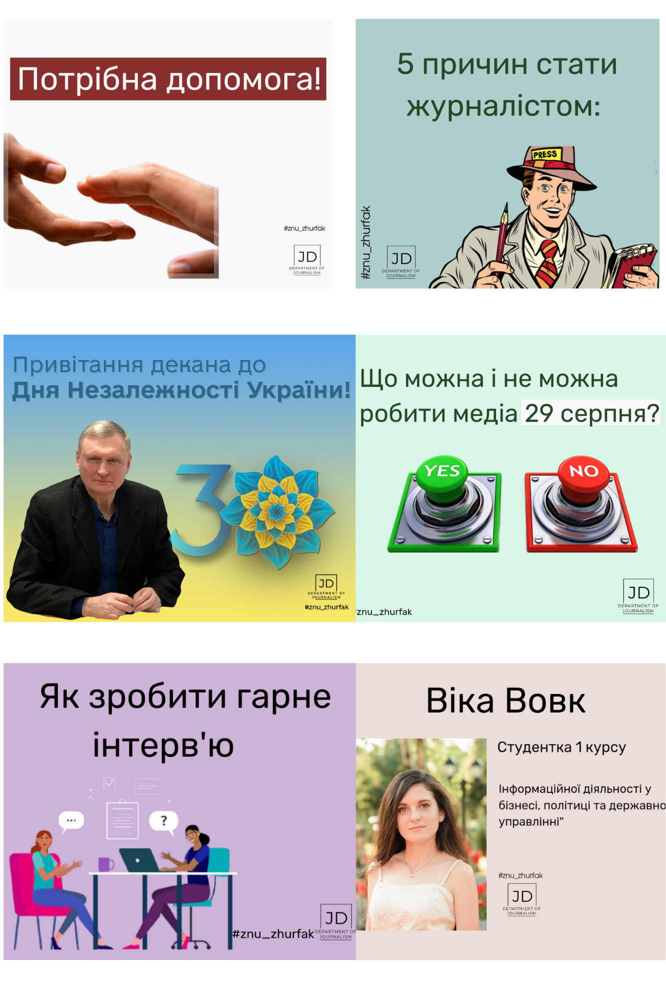 Потрібна допомога!
#znu_zhurfak
JD
DEPARTMENT OF
JOURNALISM
5 причин стати
журналістом:
PRESS
#znu_zhurfak
JD
DEPARTMENT OF
JOURNALISM
Привітання декана до
Дня Незалежності України!
30
JD
DEPARTMENT OF
JOURNALISM
#znu_zhurfak
Що можна і не можна
робити медіа 29 серпня?
YES
NO
znu_zhurfak
JD
DEPARTMENT OF
JOURNALISM
Як зробити гарне
інтерв'ю
...
?
#znu_zhurfak
JD
DEPARTMENT OF
JOURNALISM
Віка Вовк
Студентка 1 курсу
Інформаційної діяльності у
бізнесі, політиці та державно
управлінні"
#znu_zhurfak
JD
DEPARTMENT OF
JOURNALISM